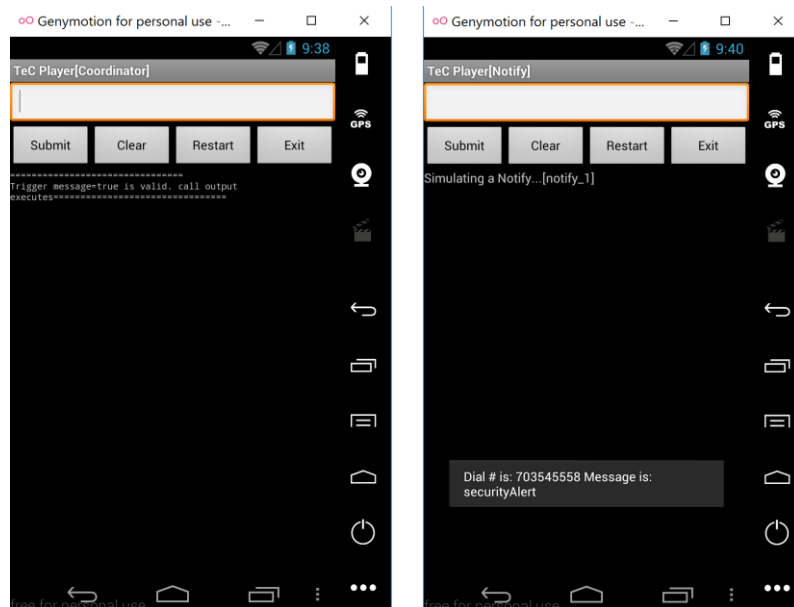 Genymotion for personal use -...
9:38
TeC Player[Coordinator]
GPS
Submit Clear Restart Exit
================================
Trigger message=true is valid. call output
executes================================
free for personal use
Genymotion for personal use -...
9:40
TeC Player[Notify]
GPS
Submit Clear Restart Exit
Simulating a Notify...[notify_1]
Dial # is: 703545558 Message is:
securityAlert
free for personal use